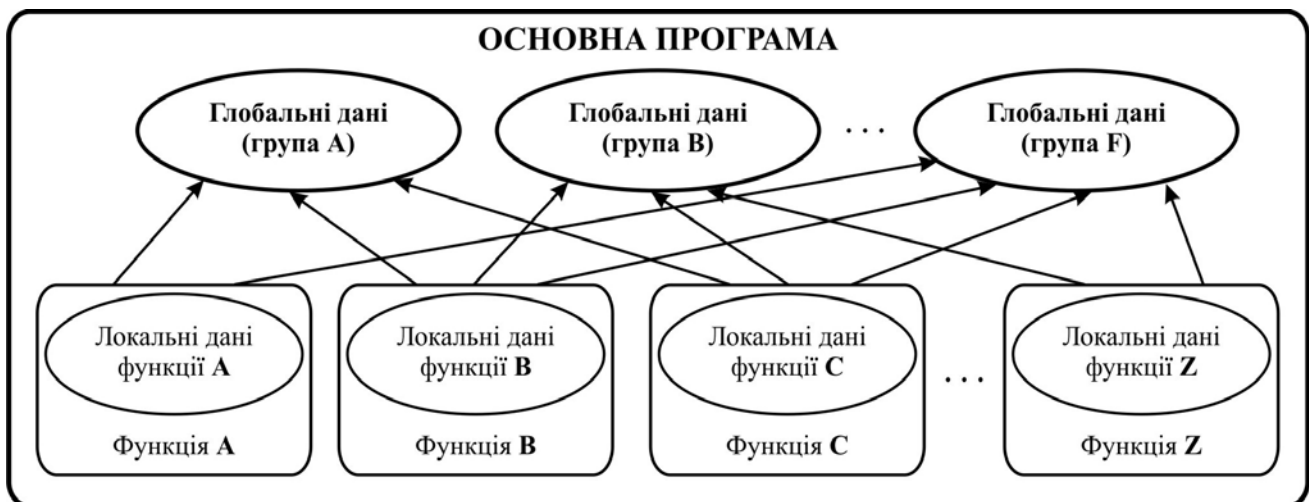 ОСНОВНА ПРОГРАМА
Глобальні дані
(група A)
Глобальні дані
(група B)
. . .
Глобальні дані
(група F)
Локальні дані
функції A
Функція A
Локальні дані
функції B
Функція B
Локальні дані
функції C
Функція C
. . .
Локальні дані
функції Z
Функція Z